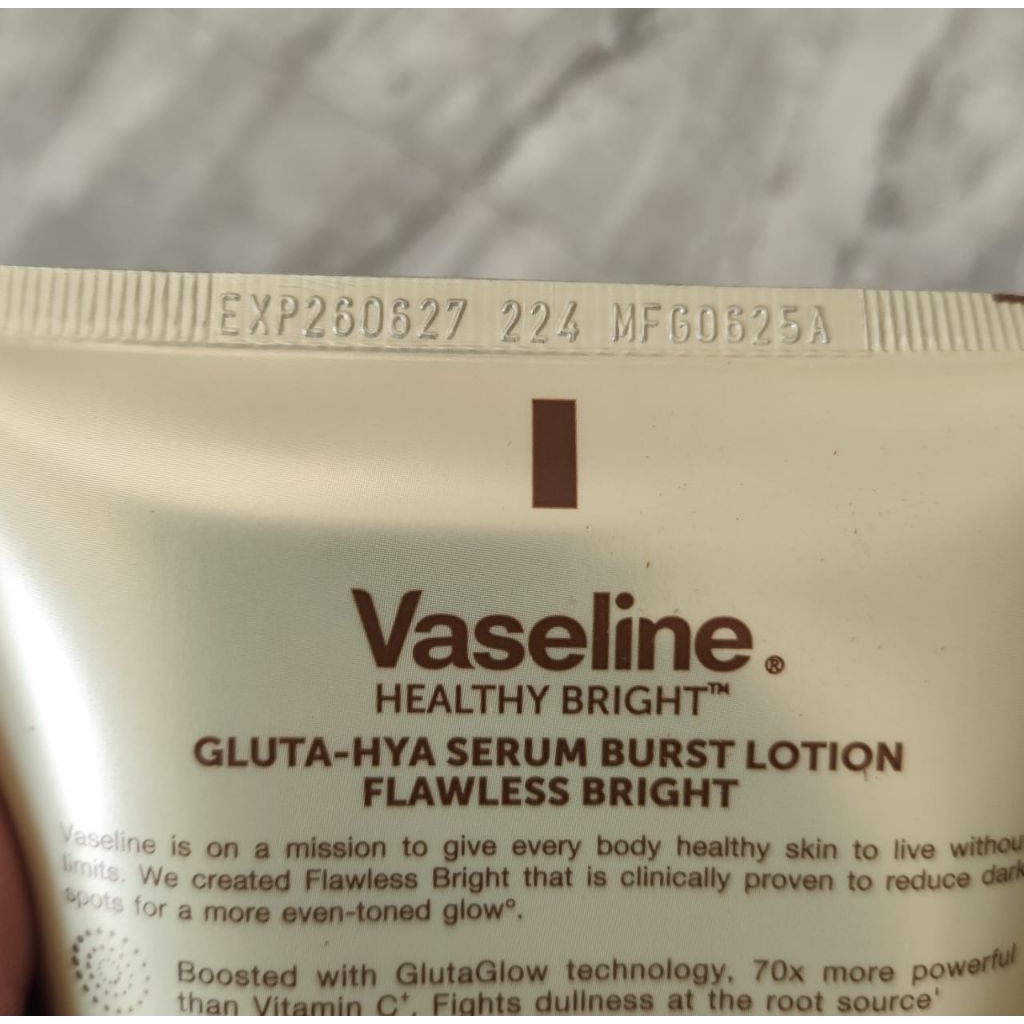 EXP260627 224 MFG0625A
Vaseline®
HEALTHY BRIGHT™
GLUTA-HYA SERUM BURST LOTION
FLAWLESS BRIGHT
Vaseline is on a mission to give every body healthy skin to live without
limits. We created Flawless Bright that is clinically proven to reduce dark
spots for a more even-toned glow°.
Boosted with GlutaGlow technology, 70x more powerful
than Vitamin C⁺. Fights dullness at the root source'